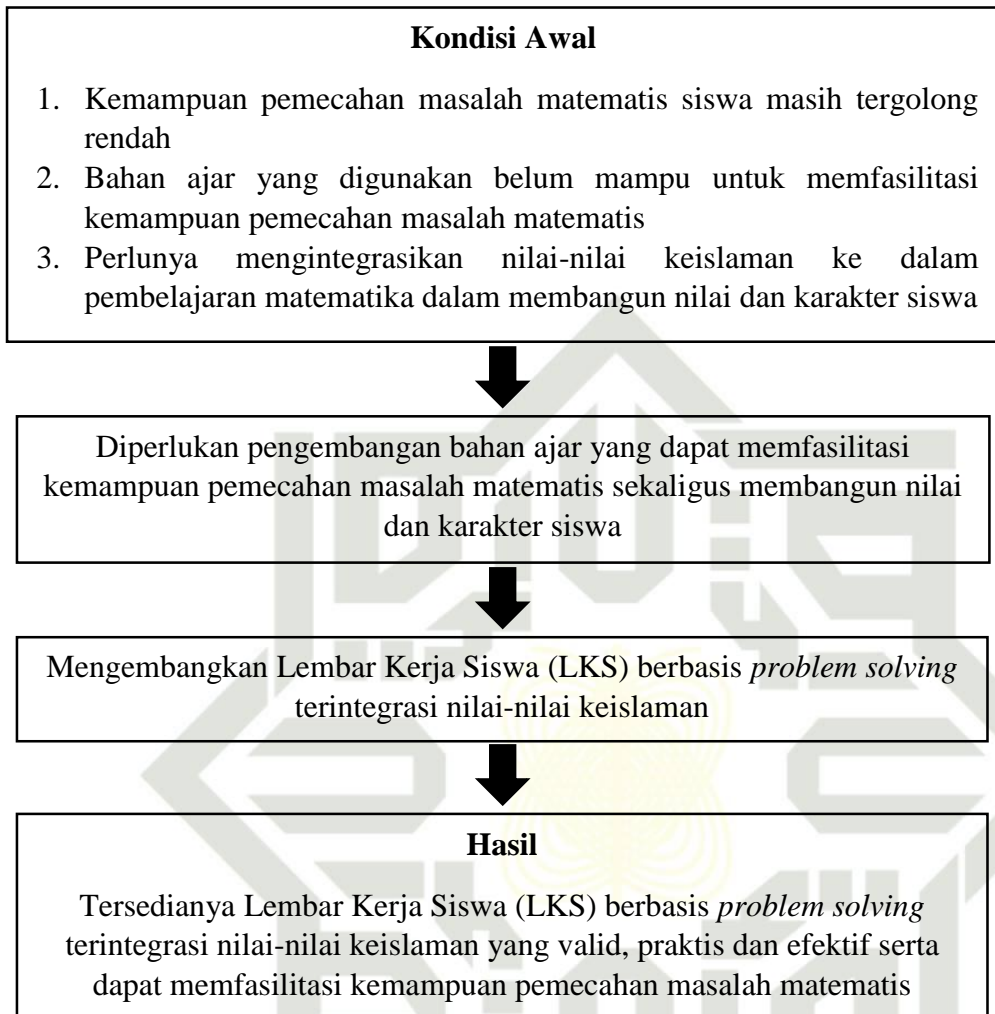 Kondisi Awal
1. Kemampuan pemecahan masalah matematis siswa masih tergolong
rendah
2. Bahan ajar yang digunakan belum mampu untuk memfasilitasi
kemampuan pemecahan masalah matematis
3. Perlunya mengintegrasikan nilai-nilai keislaman ke dalam
pembelajaran matematika dalam membangun nilai dan karakter siswa
Diperlukan pengembangan bahan ajar yang dapat memfasilitasi
kemampuan pemecahan masalah matematis sekaligus membangun nilai
dan karakter siswa
Mengembangkan Lembar Kerja Siswa (LKS) berbasis problem solving
terintegrasi nilai-nilai keislaman
Hasil
Tersedianya Lembar Kerja Siswa (LKS) berbasis problem solving
terintegrasi nilai-nilai keislaman yang valid, praktis dan efektif serta
dapat memfasilitasi kemampuan pemecahan masalah matematis